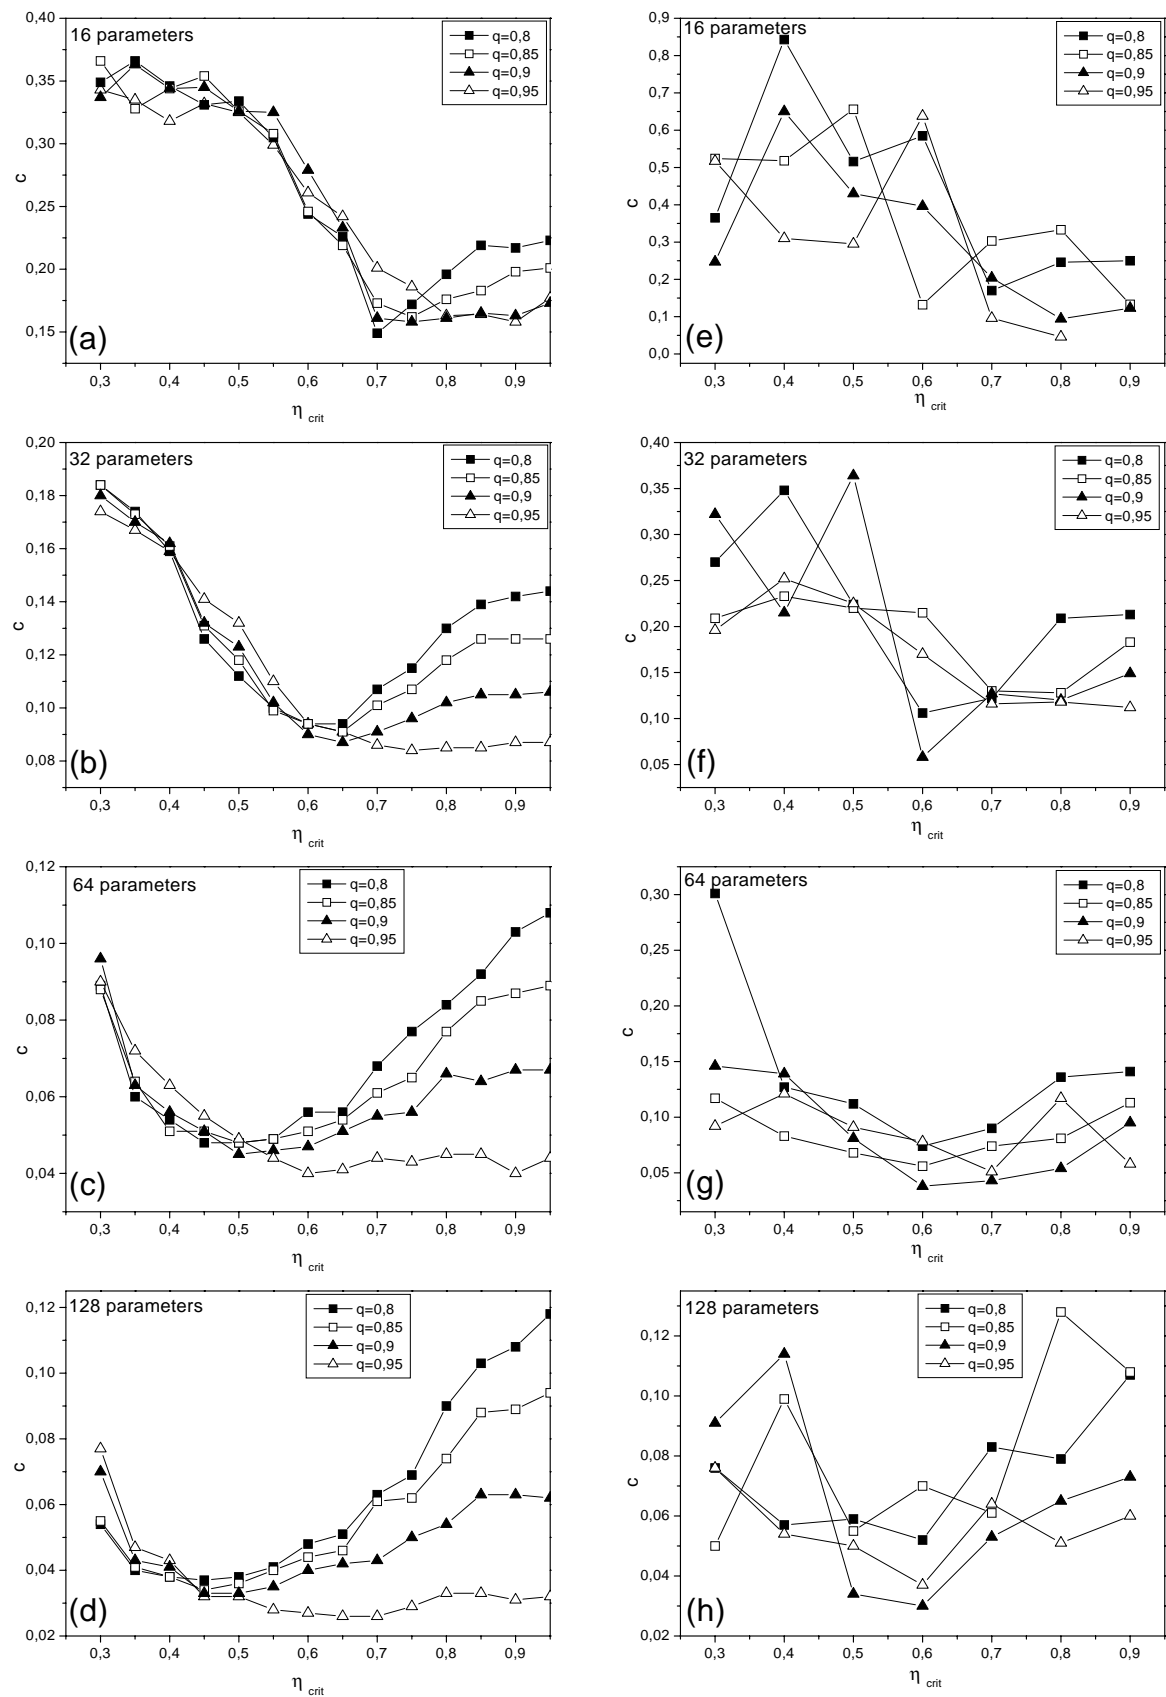 16 parameters
q=0,8
q=0,85
q=0,9
q=0,95
0,40
0,35
0,30
0,25
0,20
0,15
c
(a)
0,3 0,4 0,5 0,6 0,7 0,8 0,9
η crit
16 parameters
q=0,8
q=0,85
q=0,9
q=0,95
0,9
0,8
0,7
0,6
0,5
0,4
0,3
0,2
0,1
0,0
c
(e)
0,3 0,4 0,5 0,6 0,7 0,8 0,9
η crit
32 parameters
q=0,8
q=0,85
q=0,9
q=0,95
0,20
0,18
0,16
0,14
0,12
0,10
0,08
c
(b)
0,3 0,4 0,5 0,6 0,7 0,8 0,9
η crit
32 parameters
q=0,8
q=0,85
q=0,9
q=0,95
0,40
0,35
0,30
0,25
0,20
0,15
0,10
0,05
c
(f)
0,3 0,4 0,5 0,6 0,7 0,8 0,9
η crit
64 parameters
q=0,8
q=0,85
q=0,9
q=0,95
0,12
0,10
0,08
0,06
0,04
c
(c)
0,3 0,4 0,5 0,6 0,7 0,8 0,9
η crit
64 parameters
q=0,8
q=0,85
q=0,9
q=0,95
0,30
0,25
0,20
0,15
0,10
0,05
c
(g)
0,3 0,4 0,5 0,6 0,7 0,8 0,9
η crit
128 parameters
q=0,8
q=0,85
q=0,9
q=0,95
0,12
0,10
0,08
0,06
0,04
0,02
c
(d)
0,3 0,4 0,5 0,6 0,7 0,8 0,9
η crit
128 parameters
q=0,8
q=0,85
q=0,9
q=0,95
0,12
0,10
0,08
0,06
0,04
0,02
c
(h)
0,3 0,4 0,5 0,6 0,7 0,8 0,9
η crit